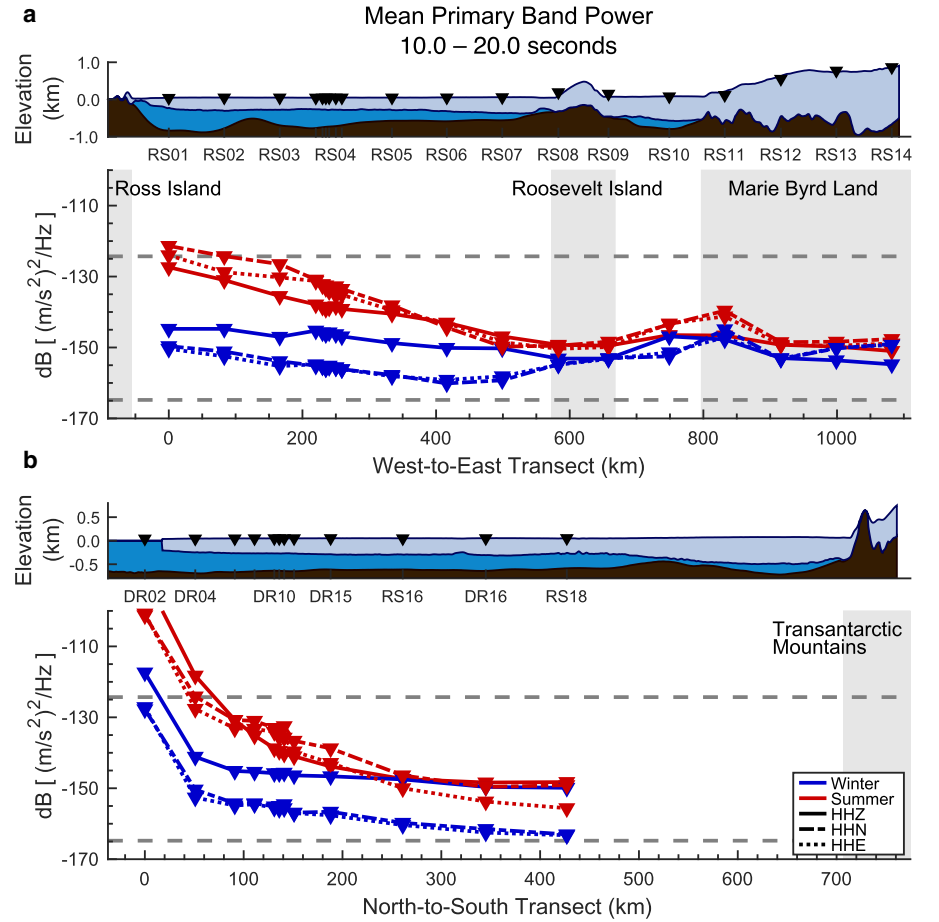 a
Mean Primary Band Power
10.0 – 20.0 seconds
Elevation
(km)
1.0
0.0
-1.0
RS01 RS02 RS03 RS04 RS05 RS06 RS07 RS08 RS09 RS10 RS11 RS12 RS13 RS14
Ross Island Roosevelt Island Marie Byrd Land
dB [ (m/s²)²/Hz ]
-110
-130
-150
-170
0 200 400 600 800 1000
West-to-East Transect (km)
b
Elevation
(km)
0.5
0.0
-0.5
DR02 DR04 DR10 DR15 RS16 DR16 RS18
Transantarctic
Mountains
dB [ (m/s²)²/Hz ]
-110
-130
-150
-170
Winter
Summer
HHZ
HHN
HHE
0 100 200 300 400 500 600 700
North-to-South Transect (km)